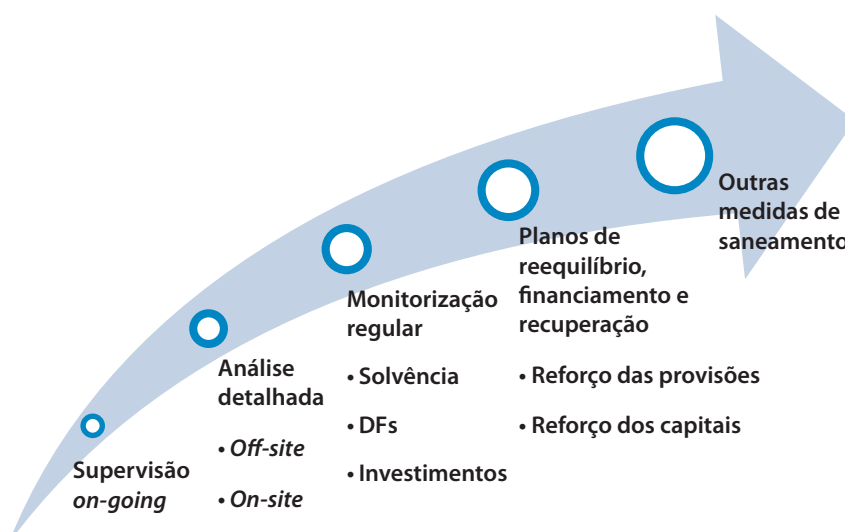 Supervisão
on-going
Análise
detalhada
• Off-site
• On-site
Monitorização
regular
• Solvência
• DFs
• Investimentos
Planos de
reequilíbrio,
financiamento e
recuperação
• Reforço das provisões
• Reforço dos capitais
Outras
medidas de
saneamento